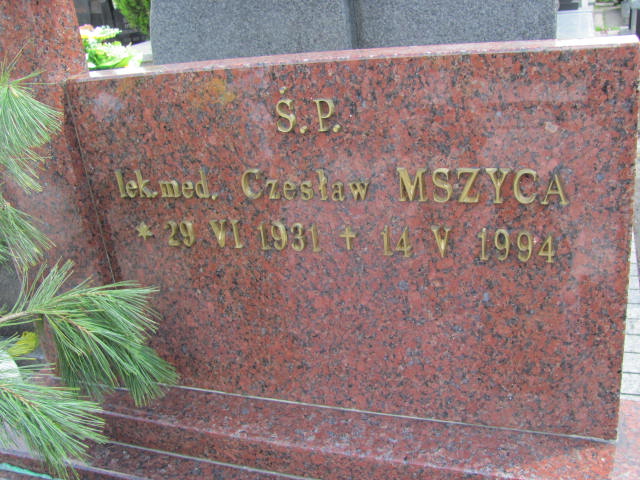 Ś.P.
lek.med. Czesław MSZYCA
* 29 VI 1931 + 14 V 1994